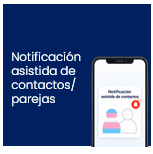 Notificación
asistida de
contactos/
parejas
Notificación
asistida de contactos